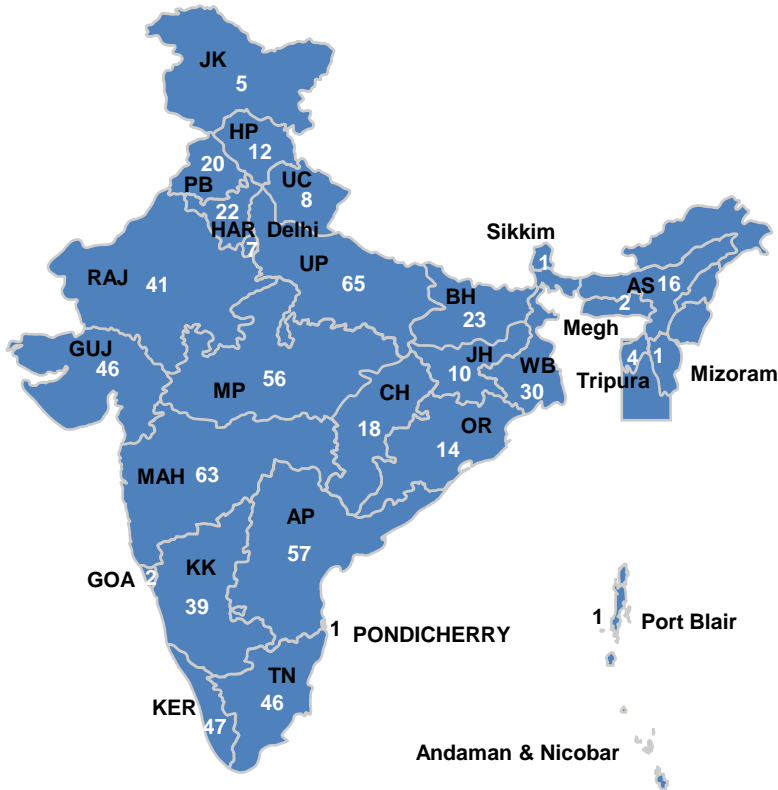 JK
5
HP
12
20
PB
UC
8
22
HAR
Delhi
7
Sikkim
1
RAJ
41
UP
65
BH
23
AS
16
2
Megh
GUJ
46
MP
56
CH
18
JH
10
WB
30
4
1
Tripura
Mizoram
OR
14
MAH
63
AP
57
GOA
2
KK
39
1
PONDICHERRY
1
Port Blair
TN
46
KER
47
Andaman & Nicobar